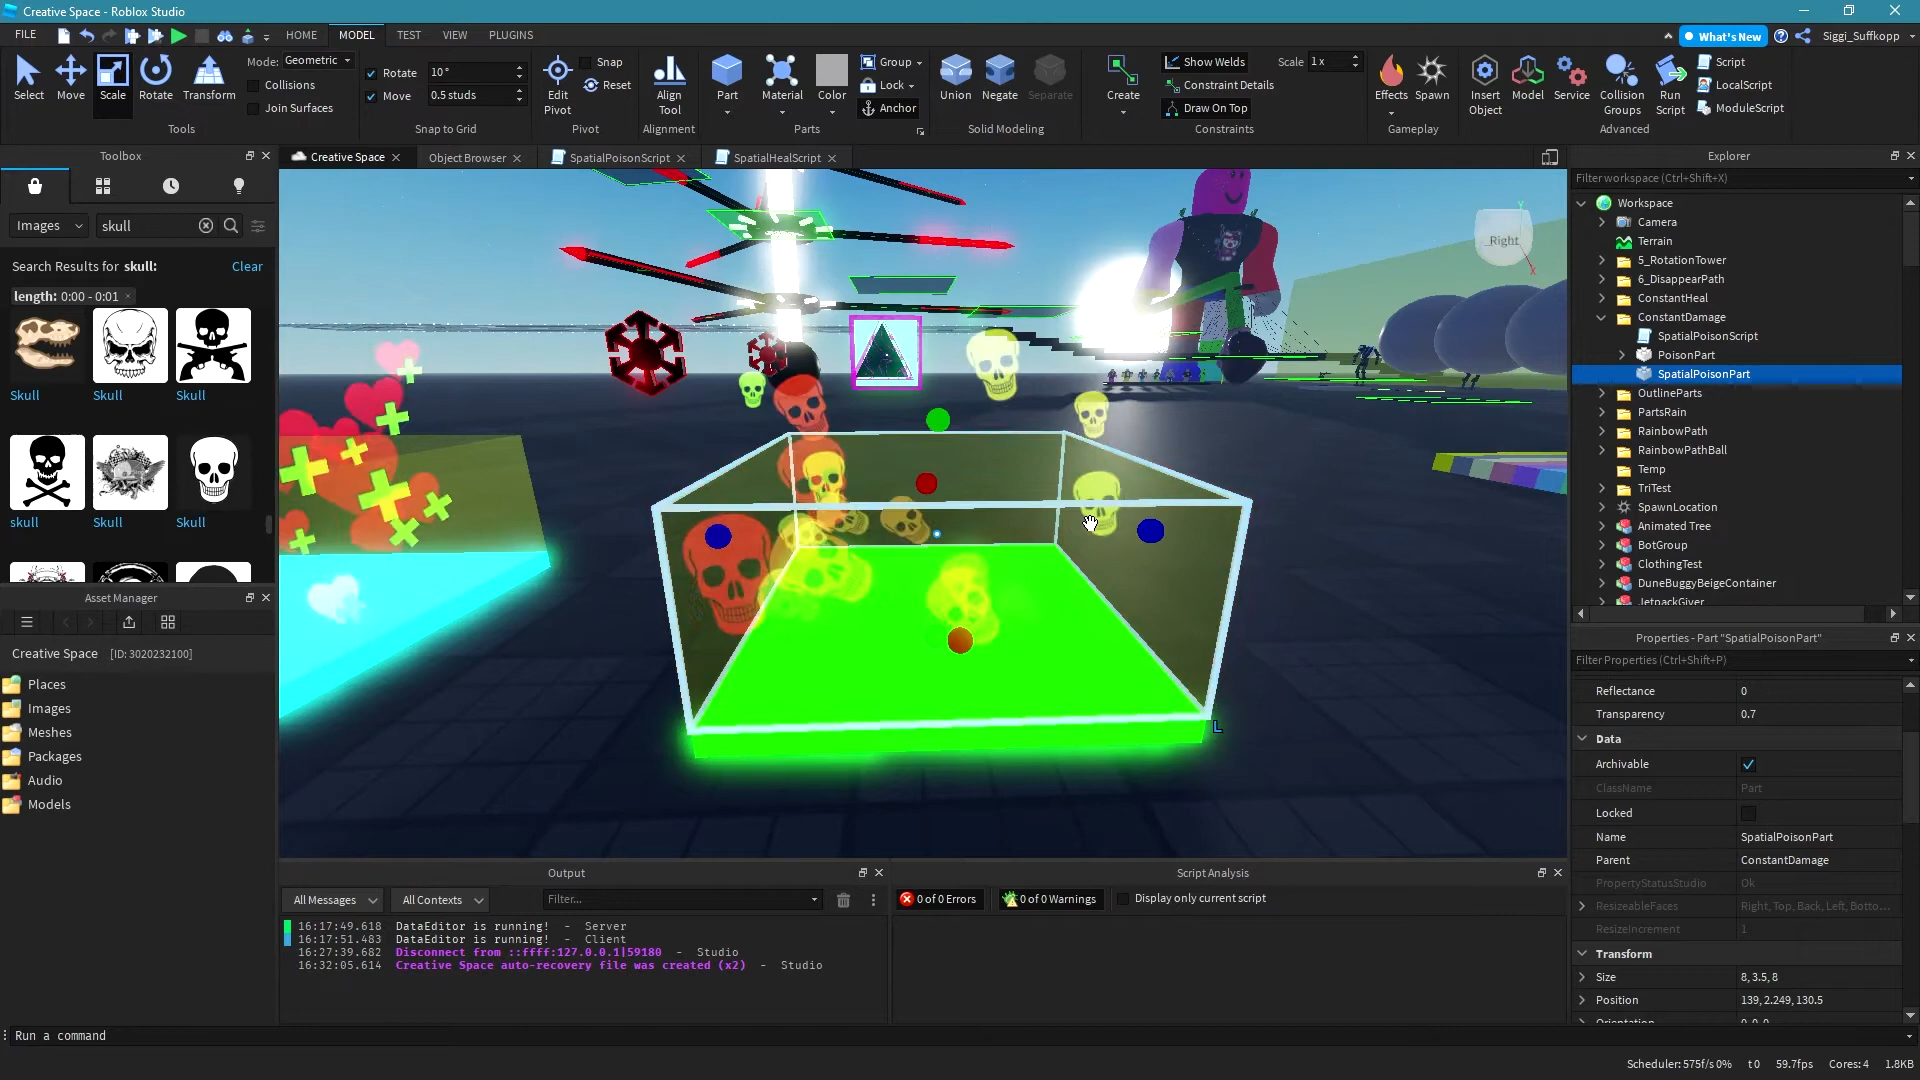 Creative Space - Roblox Studio
FILE
HOME
MODEL
TEST
VIEW
PLUGINS
What's New
Siggi_Suffkopp
Select
Move
Scale
Rotate
Transform
Mode: Geometric
Collisions
Join Surfaces
Tools
Rotate 10°
Move 0.5 studs
Snap to Grid
Edit Pivot
Snap
Reset
Pivot
Align Tool
Alignment
Part
Material
Color
Group
Lock
Anchor
Parts
Union
Negate
Separate
Solid Modeling
Create
Show Welds
Scale 1 x
Constraint Details
Draw On Top
Constraints
Effects
Spawn
Gameplay
Insert Object
Model
Service
Collision Groups
Run Script
Script
LocalScript
ModuleScript
Advanced
Toolbox
Images
skull
Search Results for skull:
Clear
length: 0:00 - 0:01 ×
Skull
Skull
Skull
skull
Skull
Skull
Asset Manager
Creative Space [ID: 3020232100]
Places
Images
Meshes
Packages
Audio
Models
Creative Space
Object Browser
SpatialPoisonScript
SpatialHealScript
Right
Y
X
L
Output
All Messages
All Contexts
Filter...
16:17:49.618 DataEditor is running! - Server
16:17:51.483 DataEditor is running! - Client
16:27:39.682 Disconnect from ::ffff:127.0.0.1|59180 - Studio
16:32:05.614 Creative Space auto-recovery file was created (x2) - Studio
Script Analysis
0 of 0 Errors
0 of 0 Warnings
Display only current script
Explorer
Filter workspace (Ctrl+Shift+X)
Workspace
Camera
Terrain
5_RotationTower
6_DisappearPath
ConstantHeal
ConstantDamage
SpatialPoisonScript
PoisonPart
SpatialPoisonPart
OutlineParts
PartsRain
RainbowPath
RainbowPathBall
Temp
TriTest
SpawnLocation
Animated Tree
BotGroup
ClothingTest
DuneBuggyBeigeContainer
JetpackGiver
Properties - Part "SpatialPoisonPart"
Filter Properties (Ctrl+Shift+P)
Reflectance 0
Transparency 0.7
Data
Archivable
ClassName Part
Locked
Name SpatialPoisonPart
Parent ConstantDamage
PropertyStatusStudio Ok
ResizeableFaces Right, Top, Back, Left, Botto...
ResizeIncrement 1
Transform
Size 8, 3.5, 8
Position 139, 2.249, 130.5
Orientation 0, 0, 0
Run a command
Scheduler: 575f/s 0% t 0 59.7fps Cores: 4 1.8KB